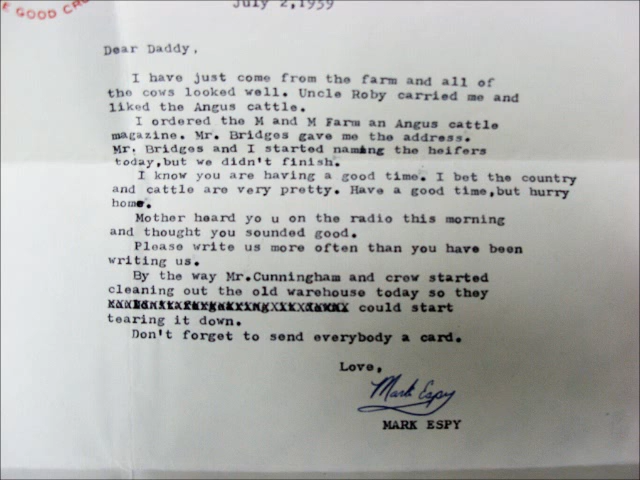 E GOOD
July 2,1959
Dear Daddy,
I have just come from the farm and all of
the cows looked well. Uncle Roby carried me and
liked the Angus cattle.
I ordered the M and M Farm an Angus cattle
magazine. Mr. Bridges gave me the address.
Mr. Bridges and I started naming the heifers
today,but we didn't finish.
I know you are having a good time. I bet the country
and cattle are very pretty. Have a good time,but hurry
home.
Mother heard yo u on the radio this morning
and thought you sounded good.
Please write us more often than you have been
writing us.
By the way Mr.Cunningham and crew started
cleaning out the old warehouse today so they
could start
tearing it down.
Don't forget to send everybody a card.
Love,
Mark Espy
MARK ESPY